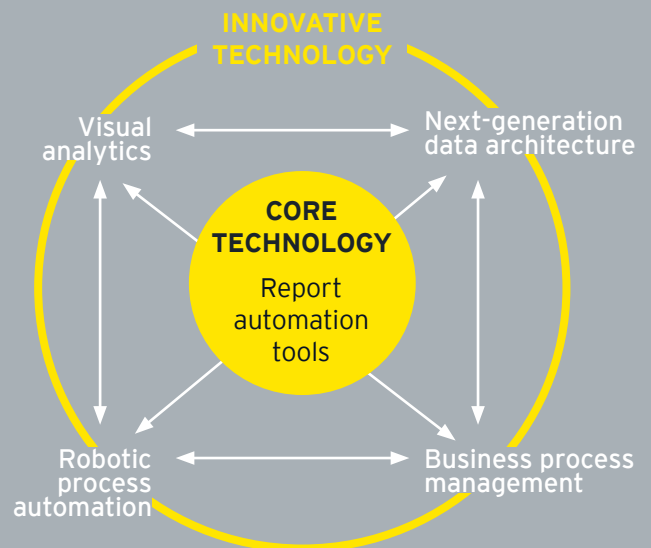 INNOVATIVE
TECHNOLOGY
Visual
analytics
Next-generation
data architecture
CORE
TECHNOLOGY
Report
automation
tools
Robotic
process
automation
Business process
management